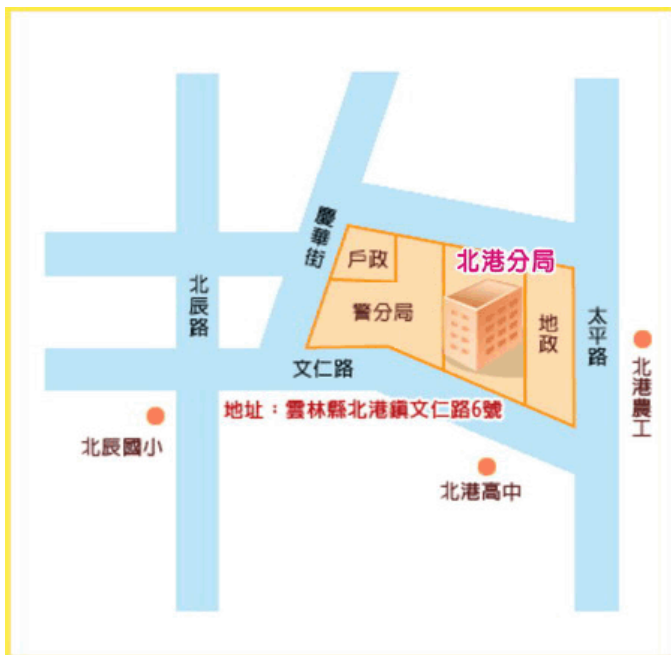 慶華街
戶政
北港分局
北辰路
警分局
地政
太平路
文仁路
北港農工
地址：雲林縣北港鎮文仁路6號
北辰國小
北港高中